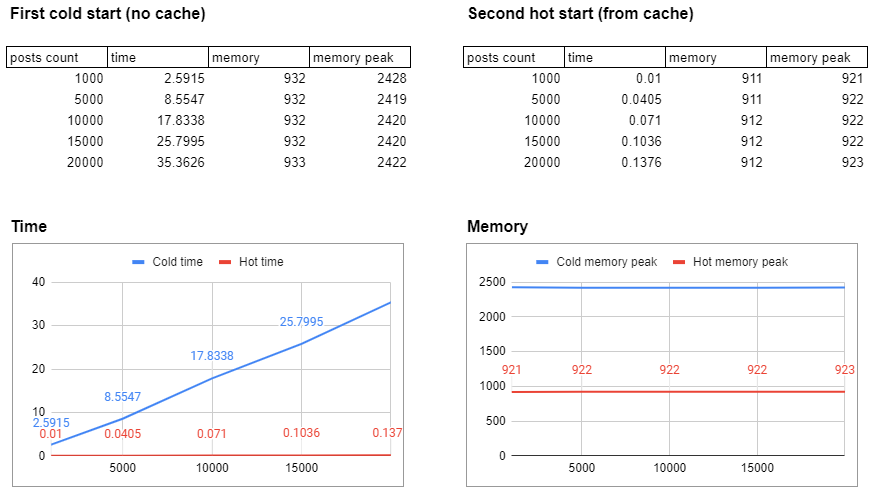 First cold start (no cache)
posts count time memory memory peak
1000 2.5915 932 2428
5000 8.5547 932 2419
10000 17.8338 932 2420
15000 25.7995 932 2420
20000 35.3626 933 2422
Second hot start (from cache)
posts count time memory memory peak
1000 0.01 911 921
5000 0.0405 911 922
10000 0.071 912 922
15000 0.1036 912 922
20000 0.1376 912 923
Time
Cold time Hot time
40
30
25.7995
20
17.8338
10
8.5547
2.5915
0.01 0.0405 0.071 0.1036 0.137
0
5000 10000 15000
Memory
Cold memory peak Hot memory peak
2500
2000
1500
921 922 922 922 923
1000
500
0
5000 10000 15000